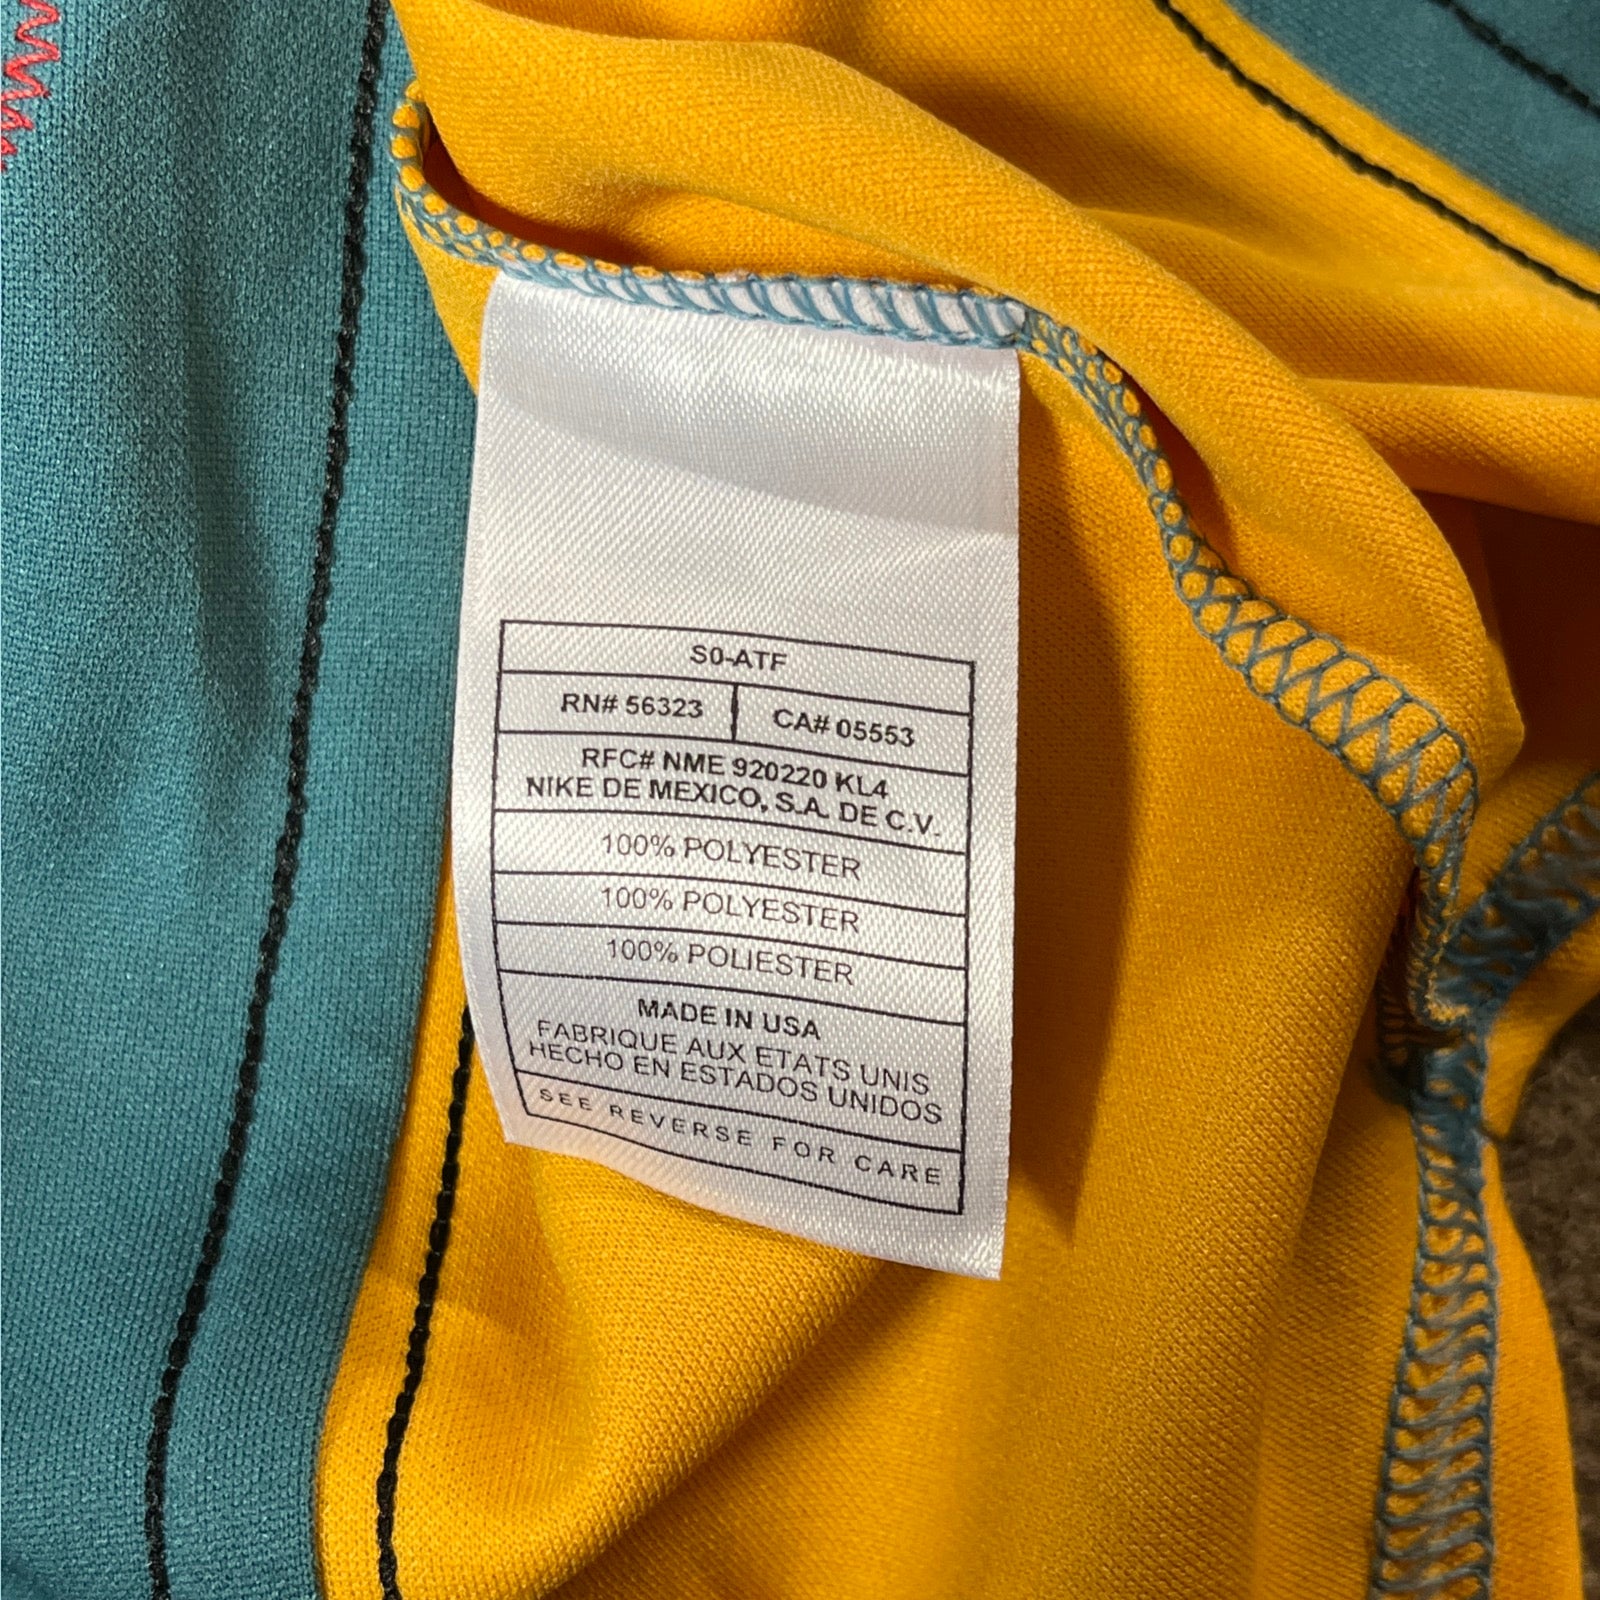 S0-ATF
RN# 56323 CA# 05553
RFC# NME 920220 KL4
NIKE DE MEXICO, S.A. DE C.V.
100% POLYESTER
100% POLYESTER
100% POLIESTER
MADE IN USA
FABRIQUE AUX ETATS UNIS
HECHO EN ESTADOS UNIDOS
SEE REVERSE FOR CARE